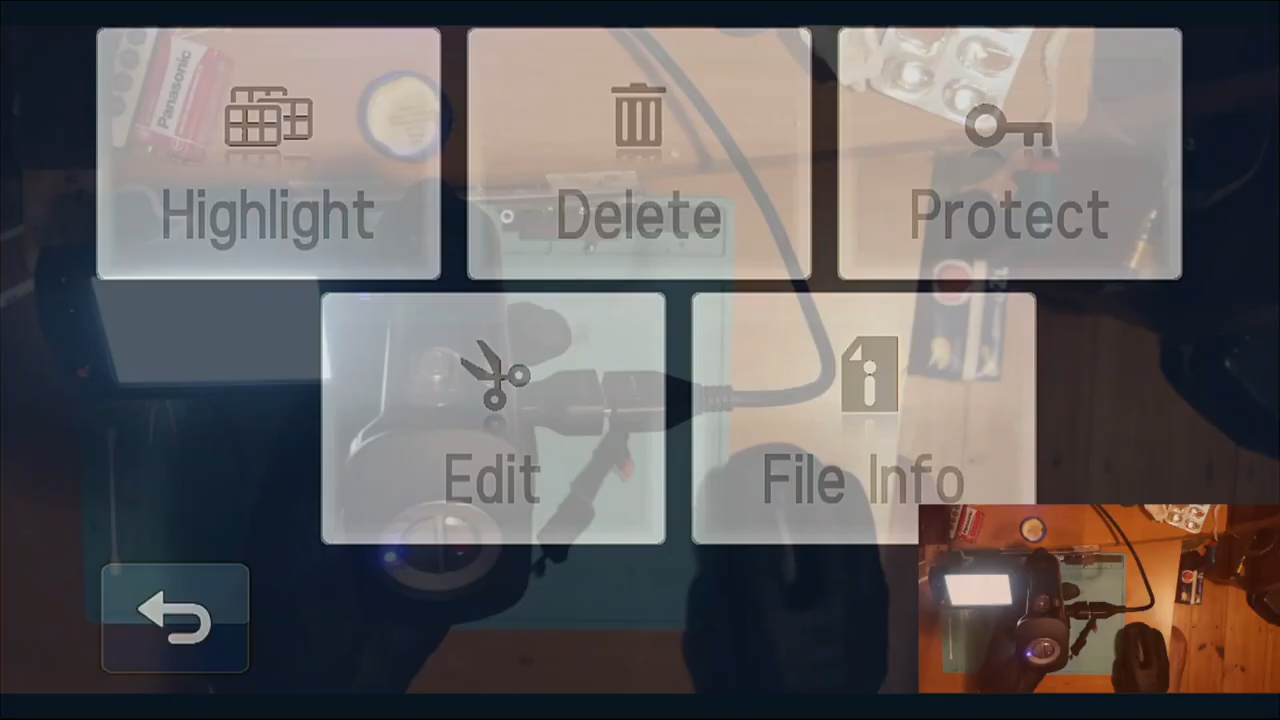 Panasonic
Highlight
Delete
Protect
Edit
File Info